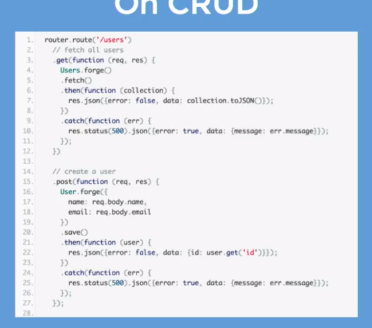 On CRUD
1. router.route('/users')
2. // fetch all users
3. .get(function (req, res) {
4. Users.forge()
5. .fetch()
6. .then(function (collection) {
7. res.json({error: false, data: collection.toJSON()});
8. })
9. .catch(function (err) {
10. res.status(500).json({error: true, data: {message: err.message}});
11. });
12. })
13.
14. // create a user
15. .post(function (req, res) {
16. User.forge({
17. name: req.body.name,
18. email: req.body.email
19. })
20. .save()
21. .then(function (user) {
22. res.json({error: false, data: {id: user.get('id')}});
23. })
24. .catch(function (err) {
25. res.status(500).json({error: true, data: {message: err.message}});
26. });
27. });
28.